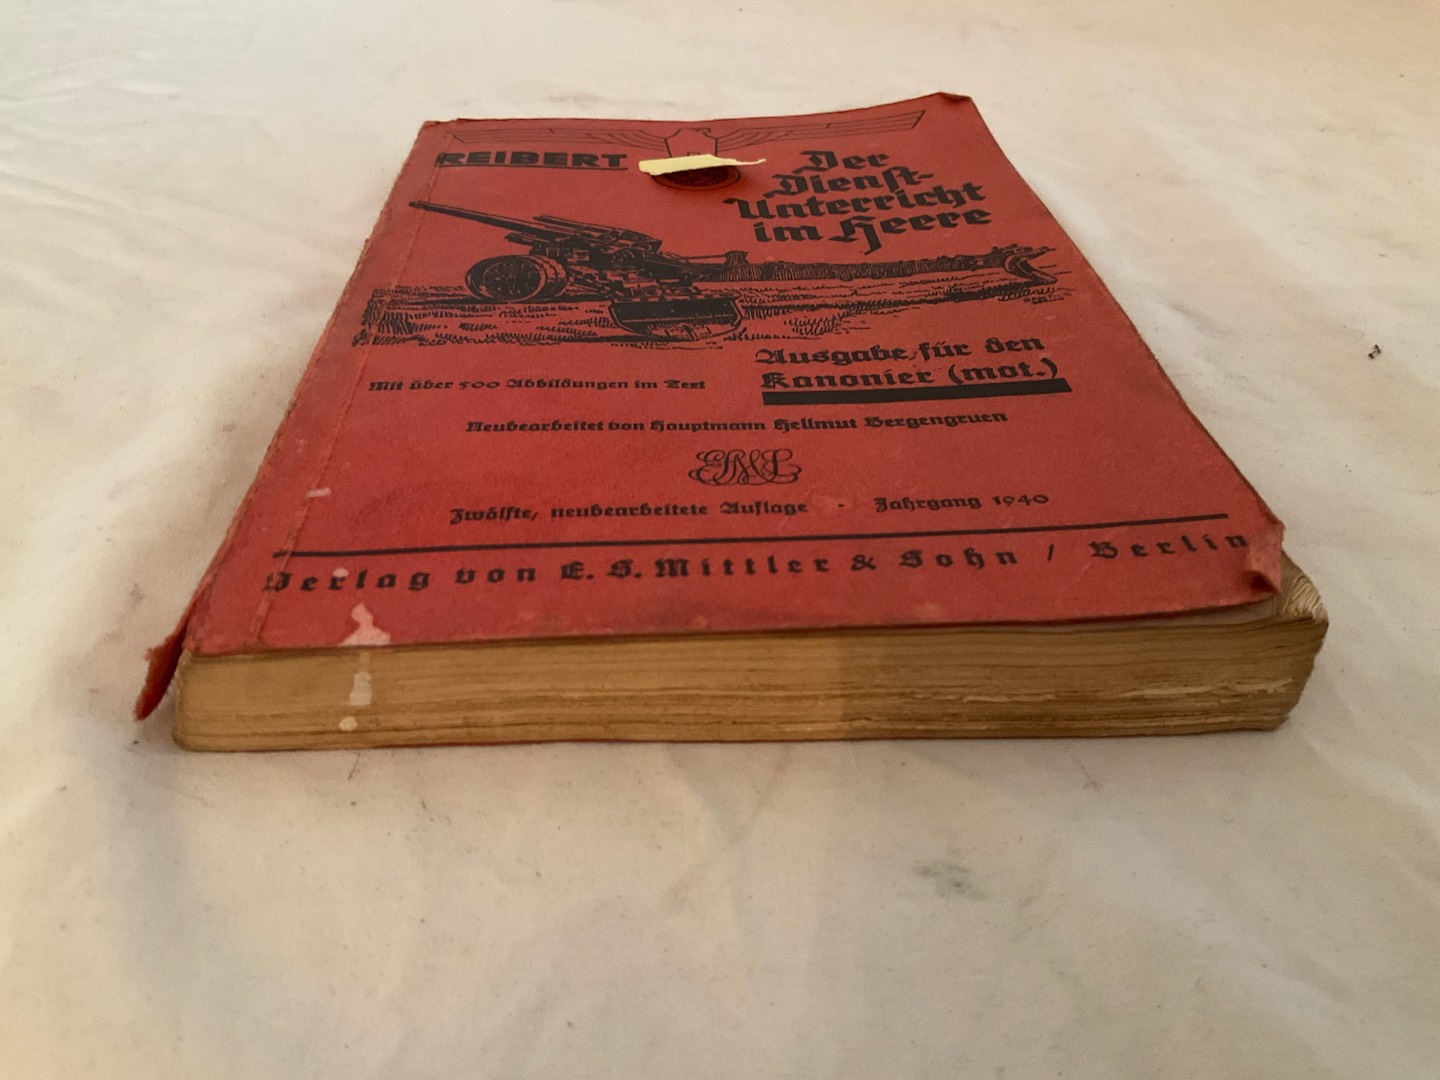 REIBERT
Der
Dienst-
Unterricht
im Heere
Ausgabe für den
Kanonier (mot.)
Mit über 500 Abbildungen im Text
Neubearbeitet von Hauptmann Hellmut Bergengruen
EMS
Zwölfte, neubearbeitete Auflage · Jahrgang 1940
Verlag von E. S. Mittler & Sohn / Berlin